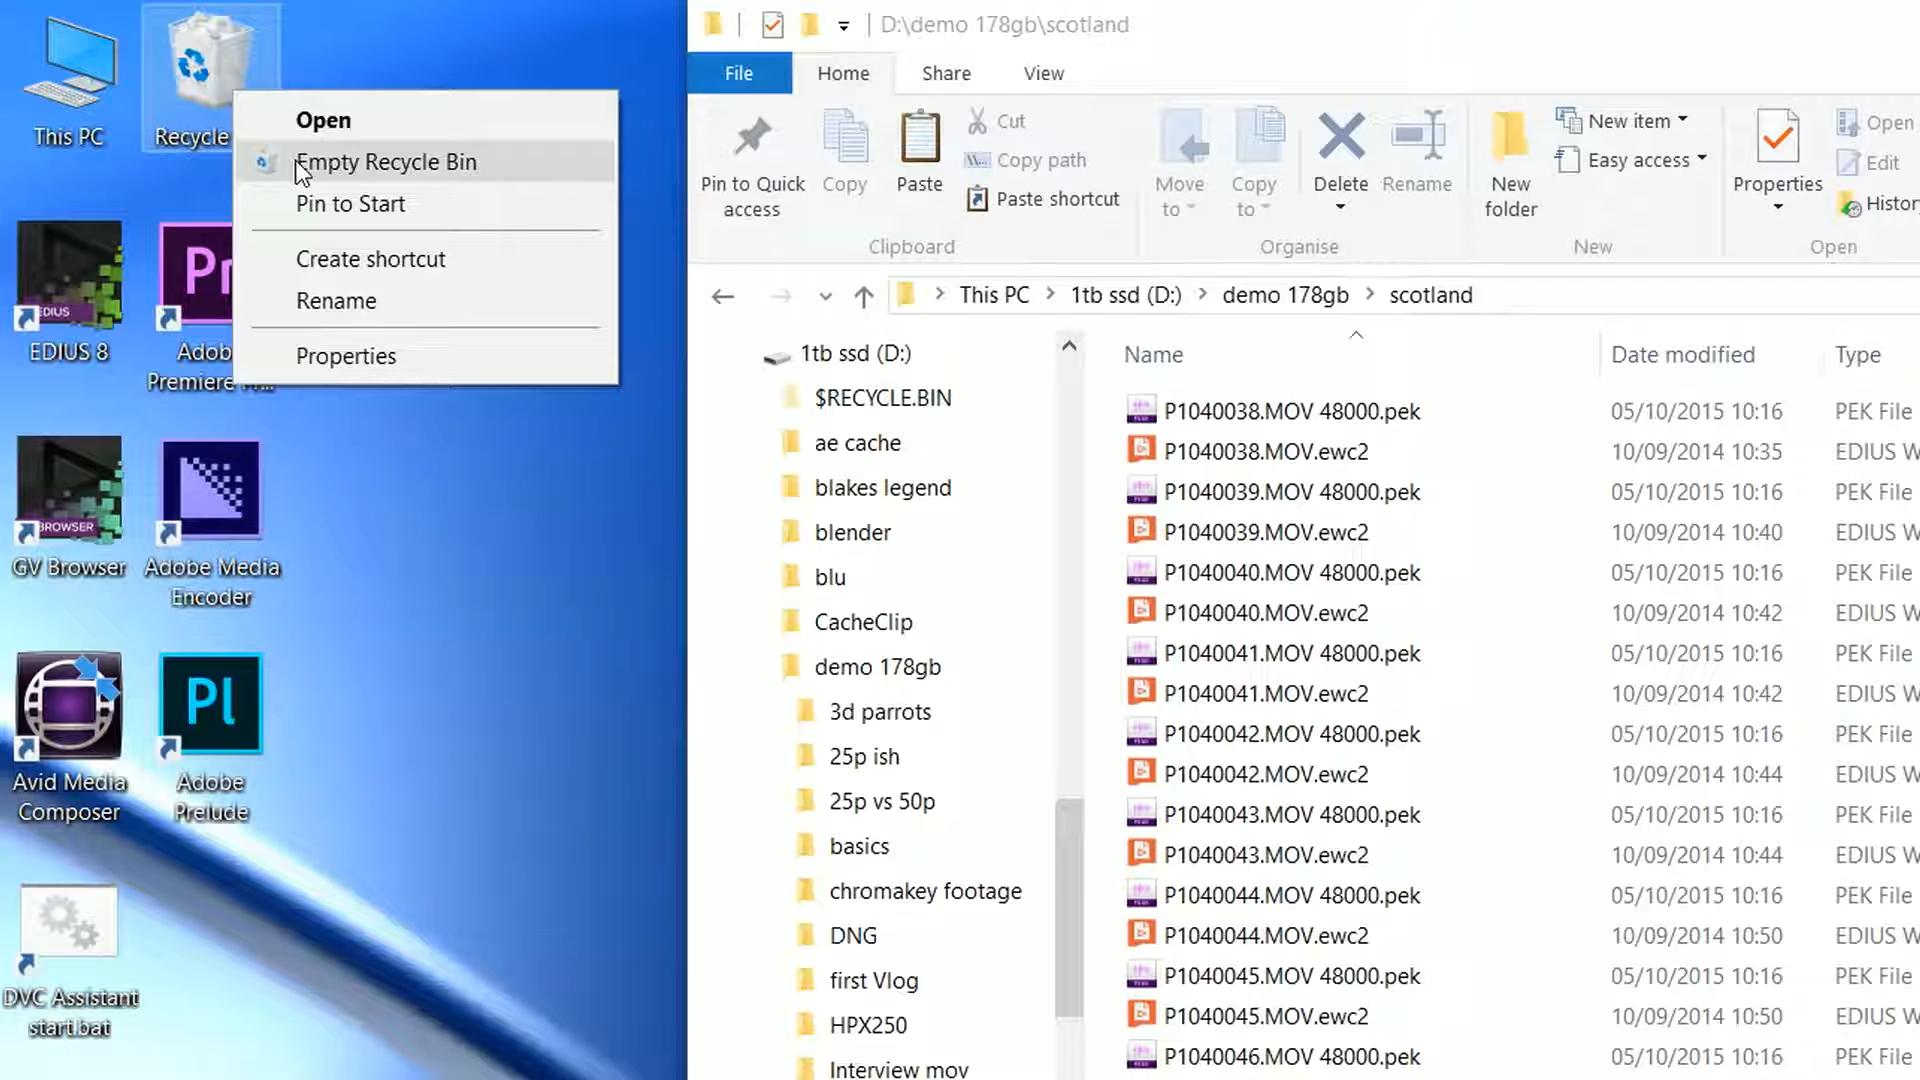 This PC
Recycle
Open
Empty Recycle Bin
Pin to Start
Create shortcut
Rename
Properties
EDIUS
EDIUS 8
Pr
Adob
Premiere Pr...
BROWSER
GV Browser
Adobe Media
Encoder
Avid Media
Composer
Pl
Adobe
Prelude
DVC Assistant
start.bat
D:\demo 178gb\scotland
File
Home
Share
View
Pin to Quick
access
Copy
Paste
Cut
Copy path
Paste shortcut
Clipboard
Move
to
Copy
to
Delete
Rename
Organise
New
folder
New item
Easy access
New
Properties
Open
Edit
History
Open
This PC
1tb ssd (D:)
demo 178gb
scotland
1tb ssd (D:)
$RECYCLE.BIN
ae cache
blakes legend
blender
blu
CacheClip
demo 178gb
3d parrots
25p ish
25p vs 50p
basics
chromakey footage
DNG
first Vlog
HPX250
Interview mov
Name Date modified Type
P1040038.MOV 48000.pek 05/10/2015 10:16 PEK File
P1040038.MOV.ewc2 10/09/2014 10:35 EDIUS W
P1040039.MOV 48000.pek 05/10/2015 10:16 PEK File
P1040039.MOV.ewc2 10/09/2014 10:40 EDIUS W
P1040040.MOV 48000.pek 05/10/2015 10:16 PEK File
P1040040.MOV.ewc2 10/09/2014 10:42 EDIUS W
P1040041.MOV 48000.pek 05/10/2015 10:16 PEK File
P1040041.MOV.ewc2 10/09/2014 10:42 EDIUS W
P1040042.MOV 48000.pek 05/10/2015 10:16 PEK File
P1040042.MOV.ewc2 10/09/2014 10:44 EDIUS W
P1040043.MOV 48000.pek 05/10/2015 10:16 PEK File
P1040043.MOV.ewc2 10/09/2014 10:44 EDIUS W
P1040044.MOV 48000.pek 05/10/2015 10:16 PEK File
P1040044.MOV.ewc2 10/09/2014 10:50 EDIUS W
P1040045.MOV 48000.pek 05/10/2015 10:16 PEK File
P1040045.MOV.ewc2 10/09/2014 10:50 EDIUS W
P1040046.MOV 48000.pek 05/10/2015 10:16 PEK File